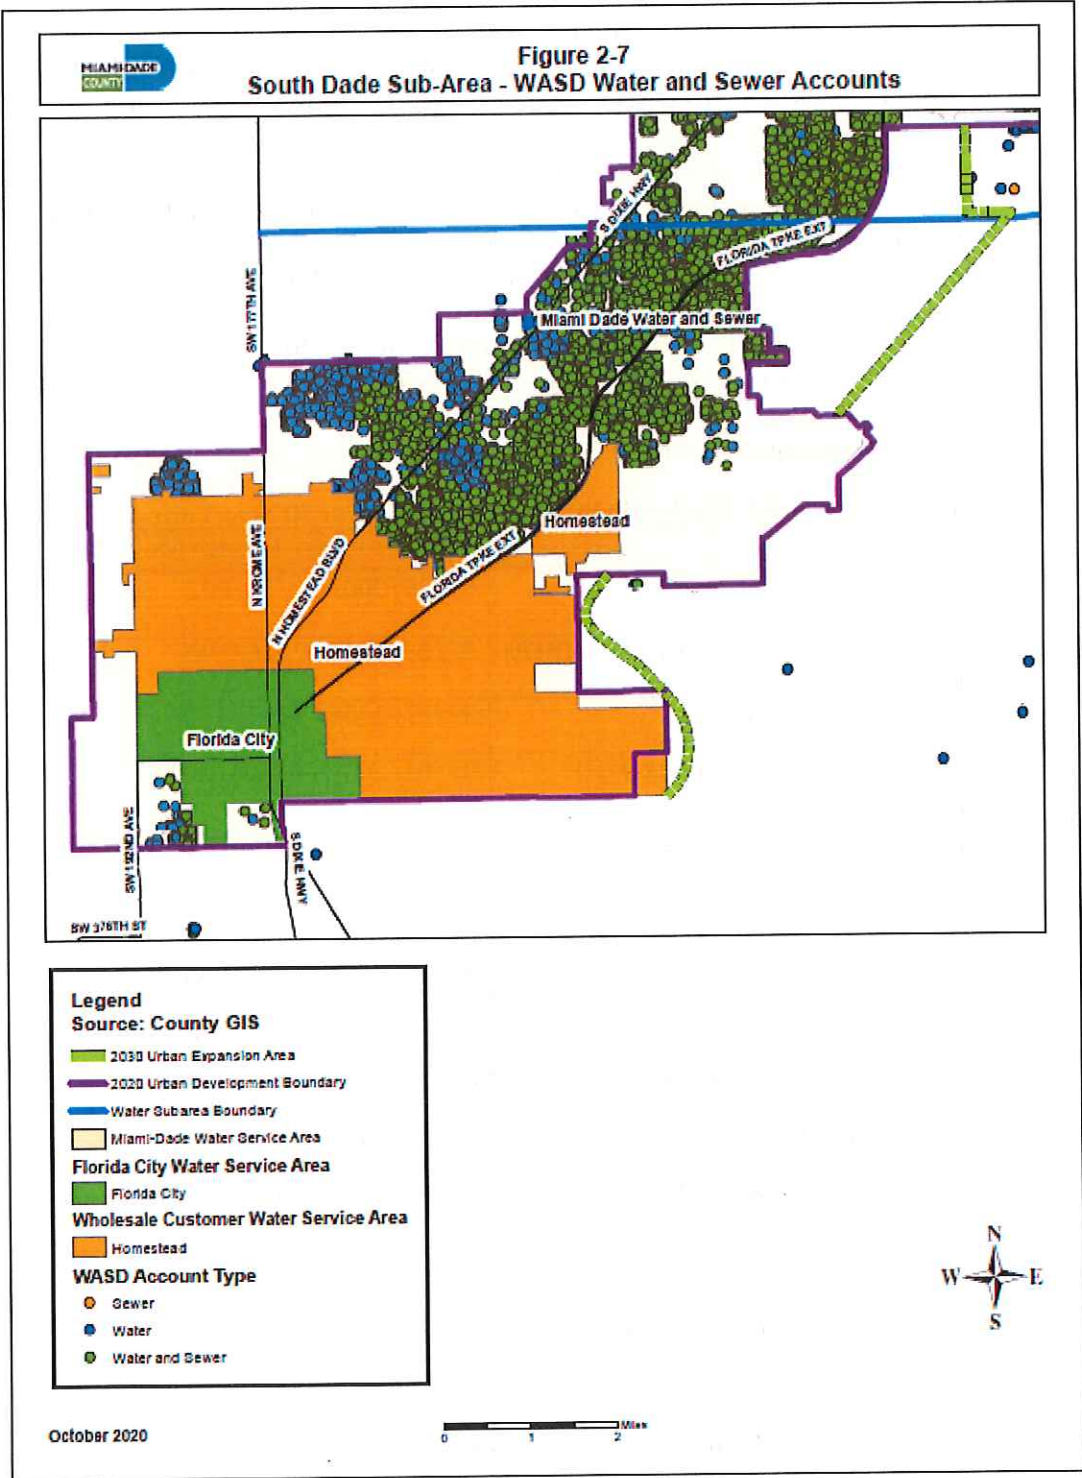 MIAMI-DADE
COUNTY
Figure 2-7
South Dade Sub-Area - WASD Water and Sewer Accounts
S DIXIE HWY
FLORIDA TPKE EXT
SW 177TH AVE
Miami Dade Water and Sewer
Homestead
N KROME AVE
N HOMESTEAD BLVD
FLORIDA TPKE EXT
Homestead
Florida City
SW 192ND AVE
S DIXIE HWY
SW 376TH ST
Legend
Source: County GIS
2030 Urban Expansion Area
2020 Urban Development Boundary
Water Subarea Boundary
Miami-Dade Water Service Area
Florida City Water Service Area
Florida City
Wholesale Customer Water Service Area
Homestead
WASD Account Type
Sewer
Water
Water and Sewer
N
W E
S
October 2020
Miles
0 1 2